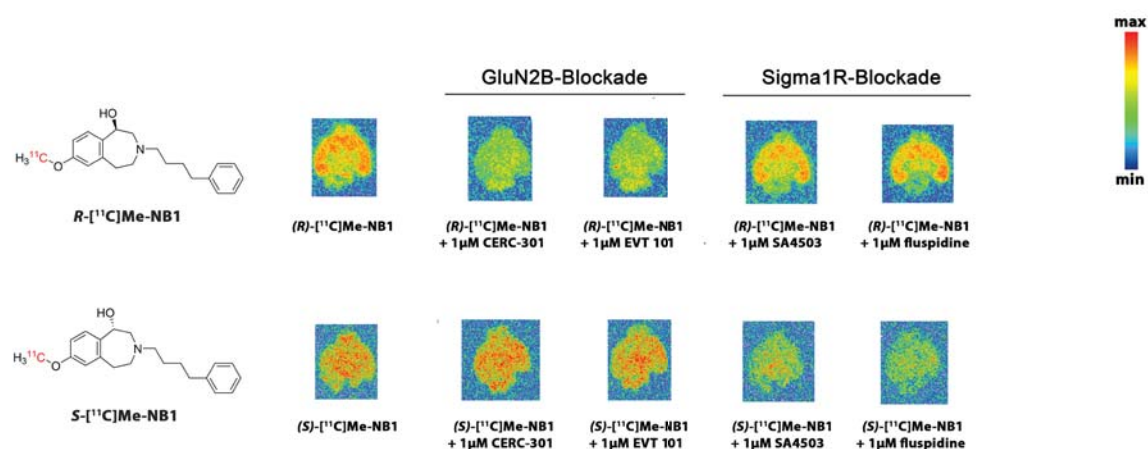 max
GluN2B-Blockade Sigma1R-Blockade
HO
H₃¹¹C O N
min
R-[¹¹C]Me-NB1
(R)-[¹¹C]Me-NB1 (R)-[¹¹C]Me-NB1 (R)-[¹¹C]Me-NB1 (R)-[¹¹C]Me-NB1 (R)-[¹¹C]Me-NB1
+ 1µM CERC-301 + 1µM EVT 101 + 1µM SA4503 + 1µM fluspidine
HO
H₃¹¹C O N
S-[¹¹C]Me-NB1
(S)-[¹¹C]Me-NB1 (S)-[¹¹C]Me-NB1 (S)-[¹¹C]Me-NB1 (S)-[¹¹C]Me-NB1 (S)-[¹¹C]Me-NB1
+ 1µM CERC-301 + 1µM EVT 101 + 1µM SA4503 + 1µM fluspidine